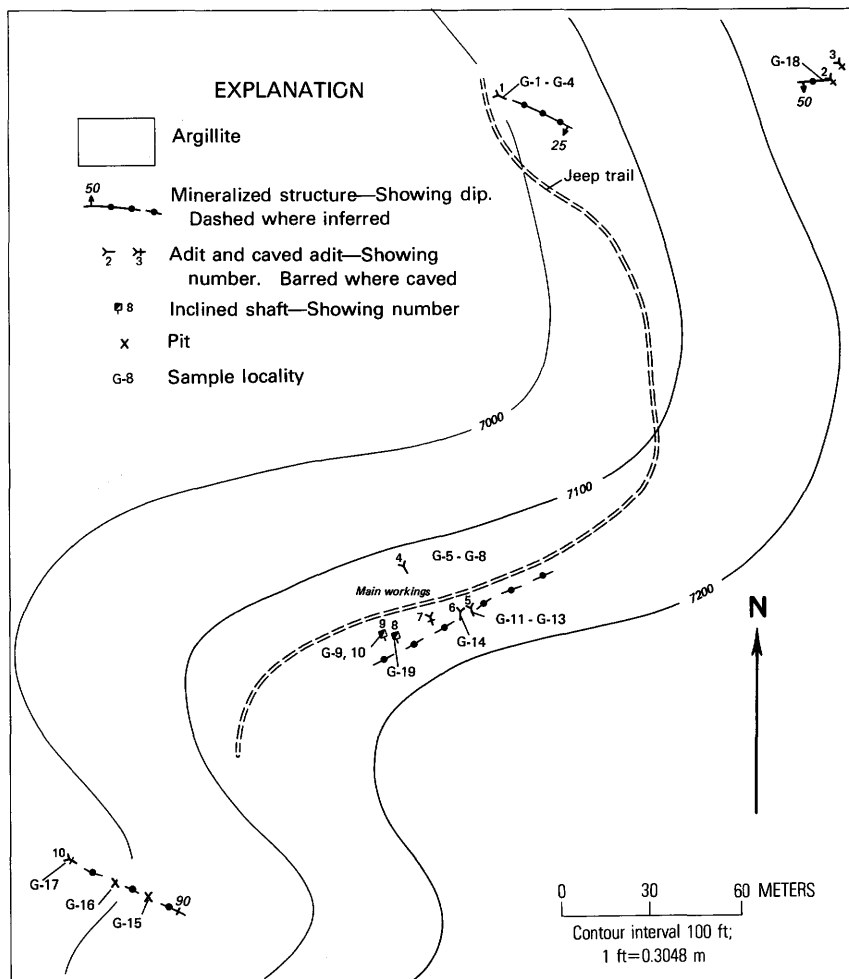 EXPLANATION
Argillite
50
Mineralized structure—Showing dip.
Dashed where inferred
2 3
Adit and caved adit—Showing
number. Barred where caved
8
Inclined shaft—Showing number
Pit
G-8
Sample locality
1
G-1 - G-4
25
Jeep trail
3
G-18
2
50
7000
7100
7200
4
G-5 - G-8
Main workings
5
6
7
G-11 - G-13
G-14
9 8
G-9, 10
G-19
N
10
G-17
G-16
G-15
90
0 30 60 METERS
Contour interval 100 ft;
1 ft=0.3048 m